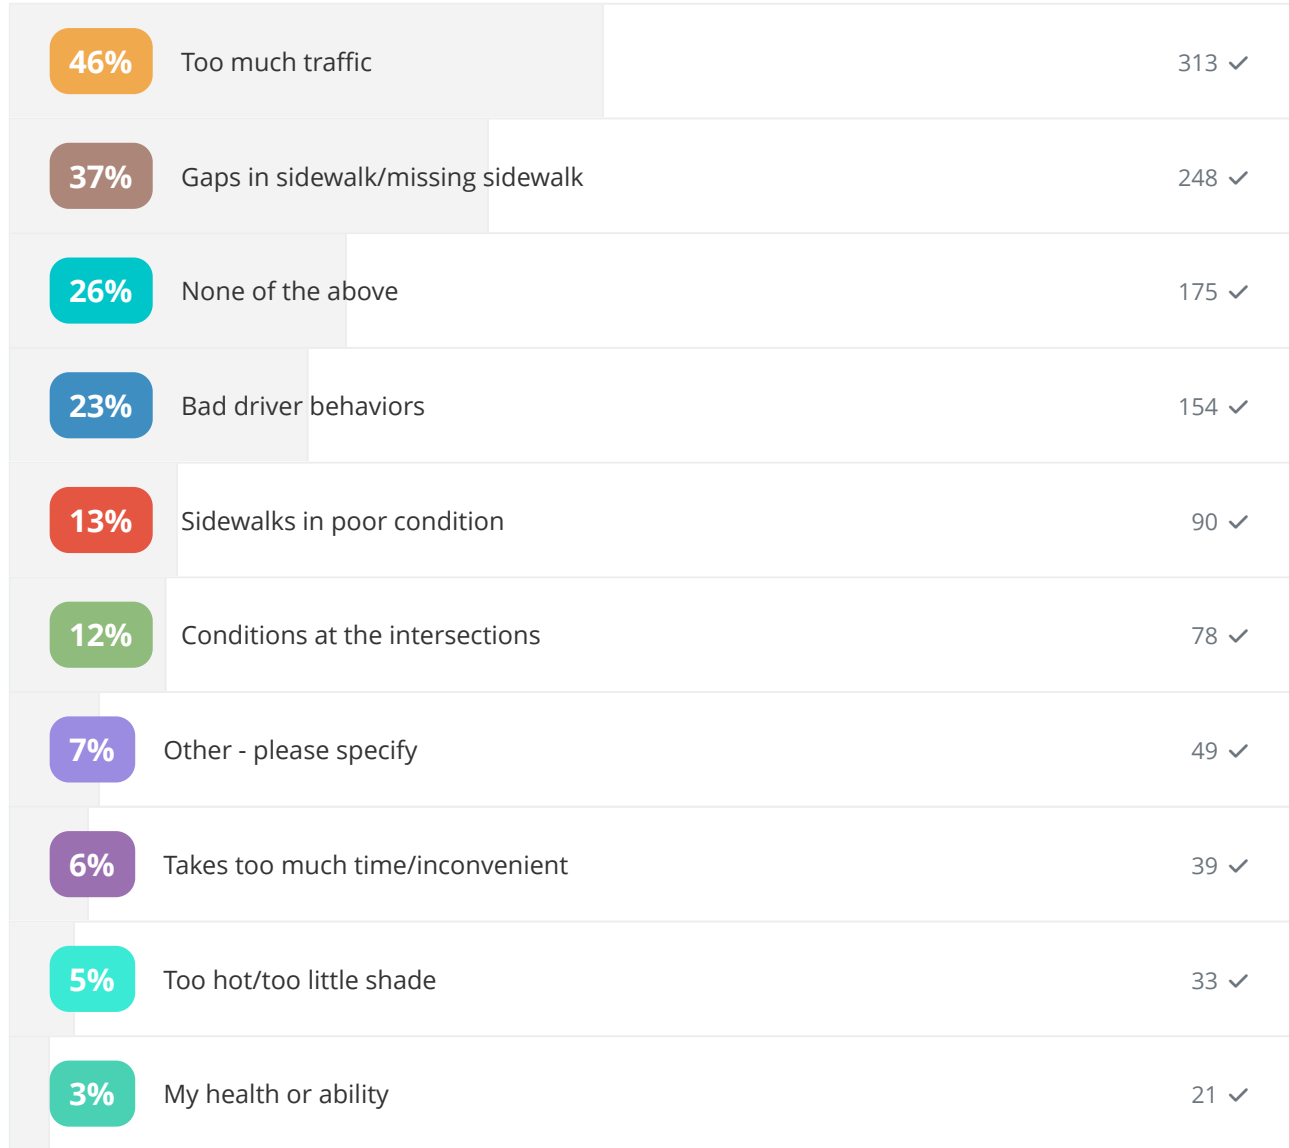 46% Too much traffic 313
37% Gaps in sidewalk/missing sidewalk 248
26% None of the above 175
23% Bad driver behaviors 154
13% Sidewalks in poor condition 90
12% Conditions at the intersections 78
7% Other - please specify 49
6% Takes too much time/inconvenient 39
5% Too hot/too little shade 33
3% My health or ability 21